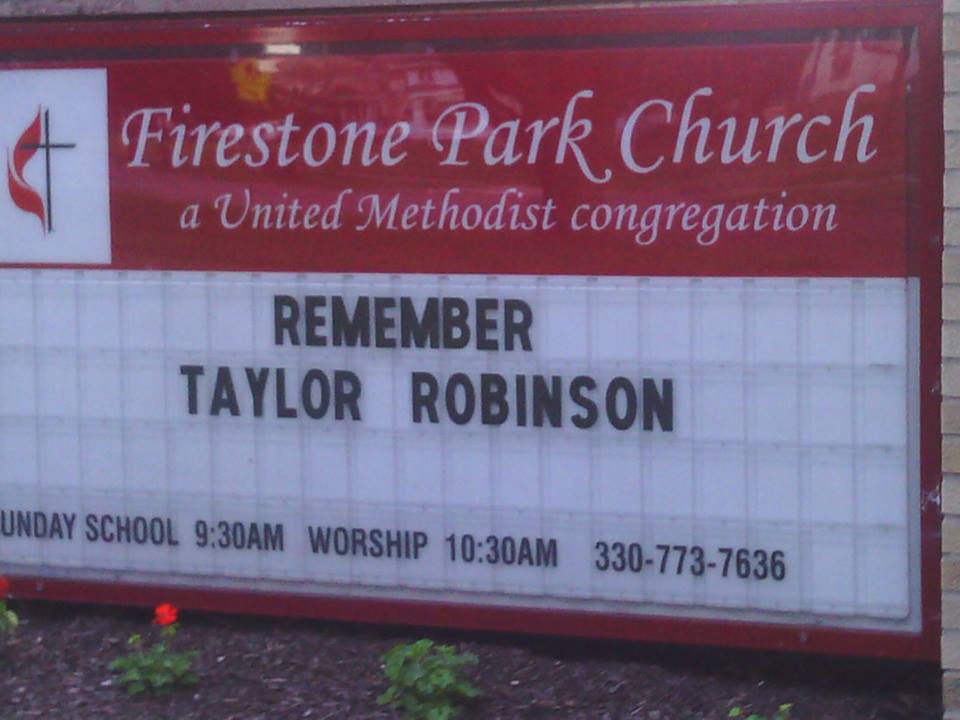 Firestone Park Church
a United Methodist congregation
REMEMBER
TAYLOR ROBINSON
UNDAY SCHOOL 9:30AM WORSHIP 10:30AM 330-773-7636